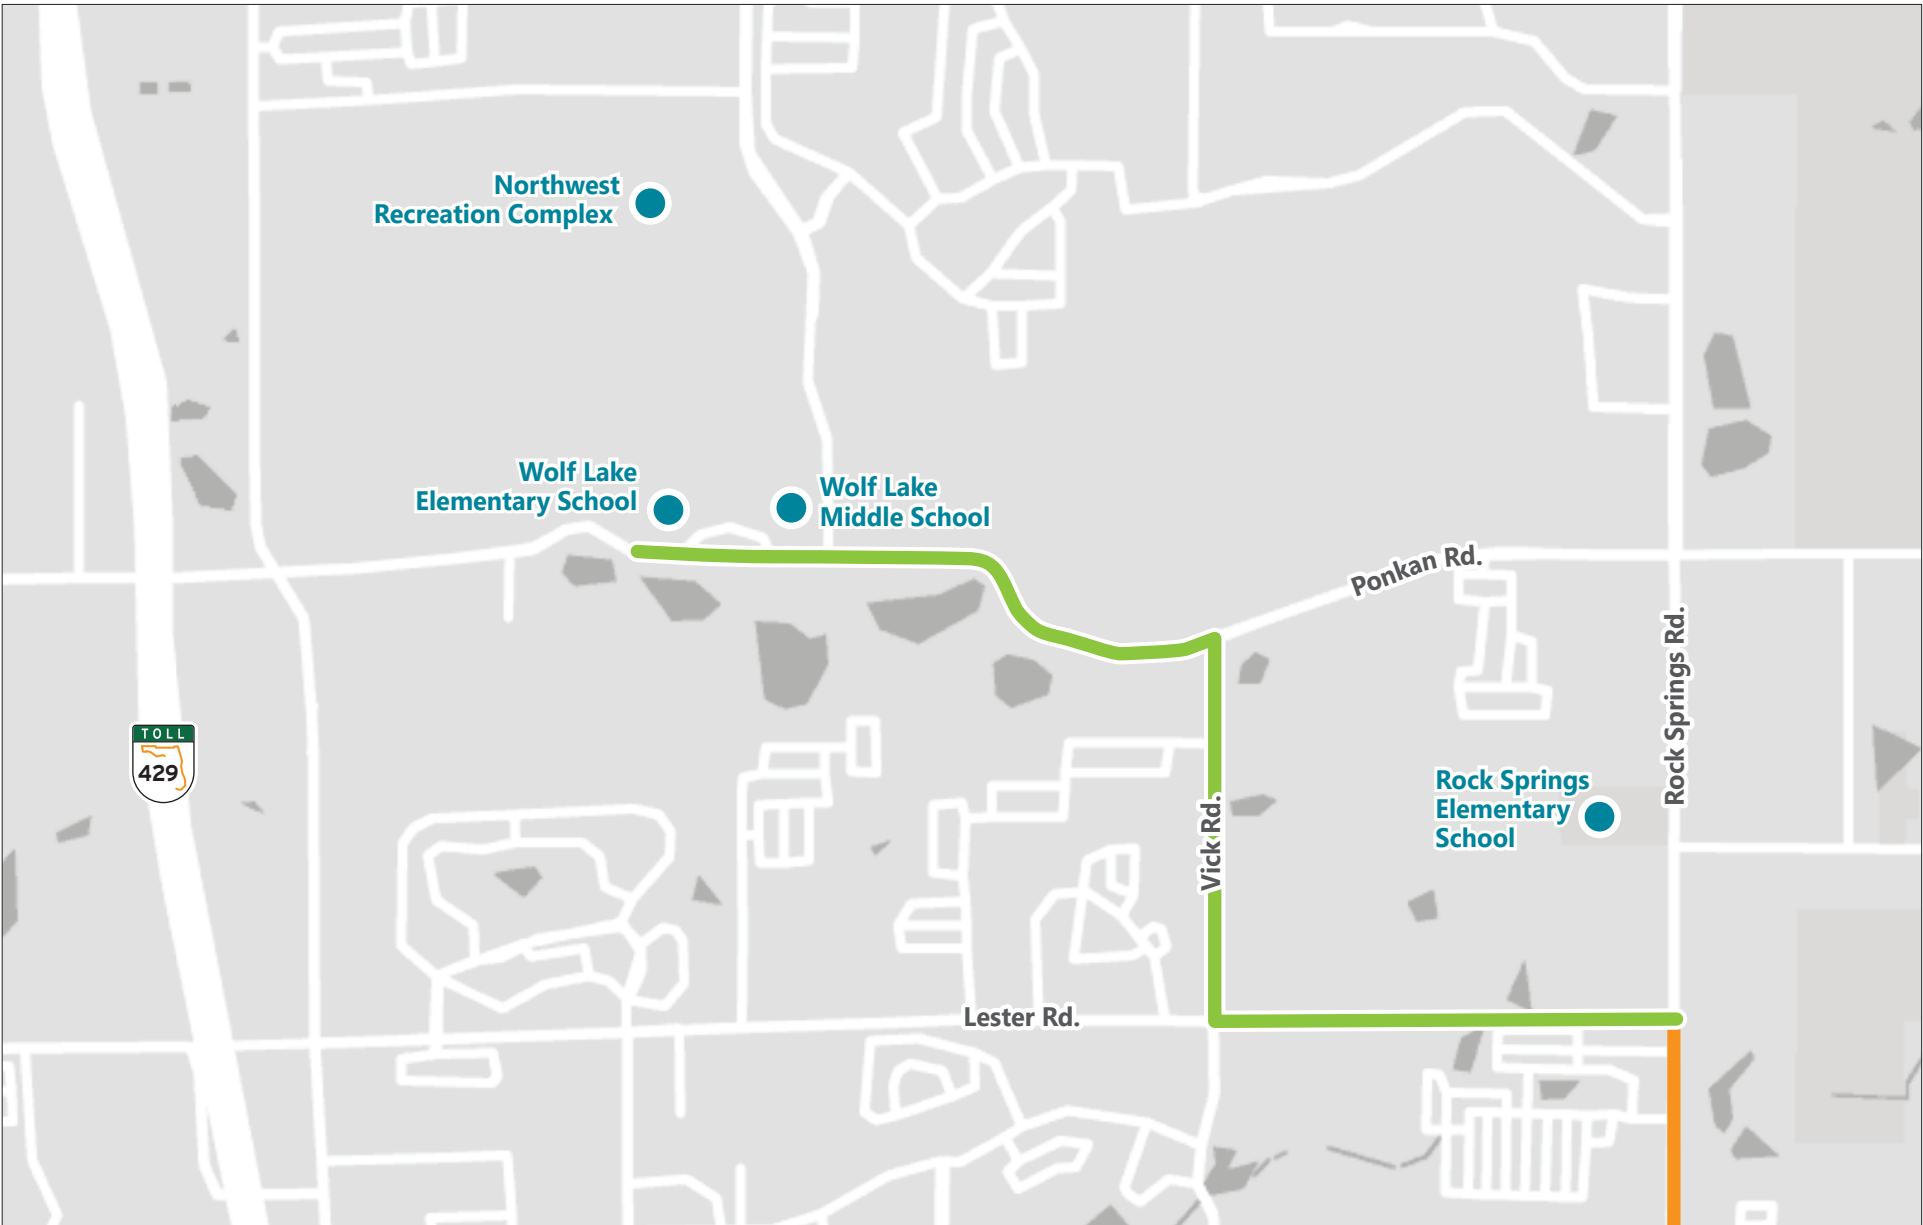 Northwest
Recreation Complex
Wolf Lake
Elementary School
Wolf Lake
Middle School
Ponkan Rd.
Rock Springs Rd.
TOLL
429
Rock Springs
Elementary
School
Vick Rd.
Lester Rd.